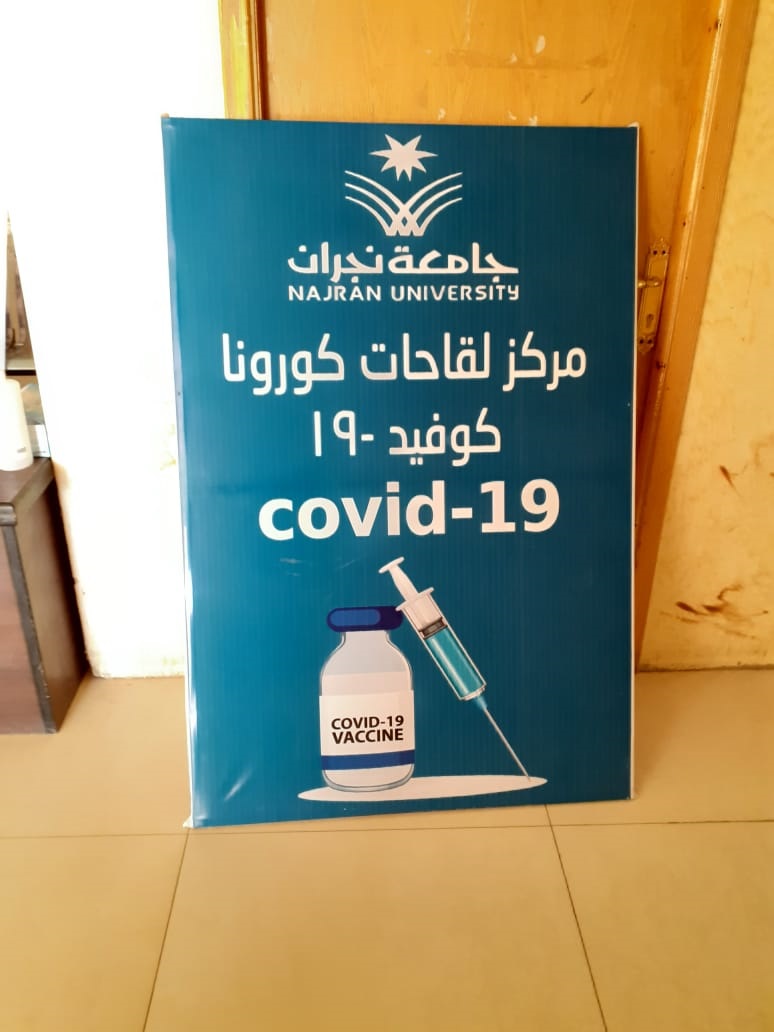 جامعة نجران
NAJRAN UNIVERSITY
مركز لقاحات كورونا
كوفيد -١٩
covid-19
COVID-19
VACCINE